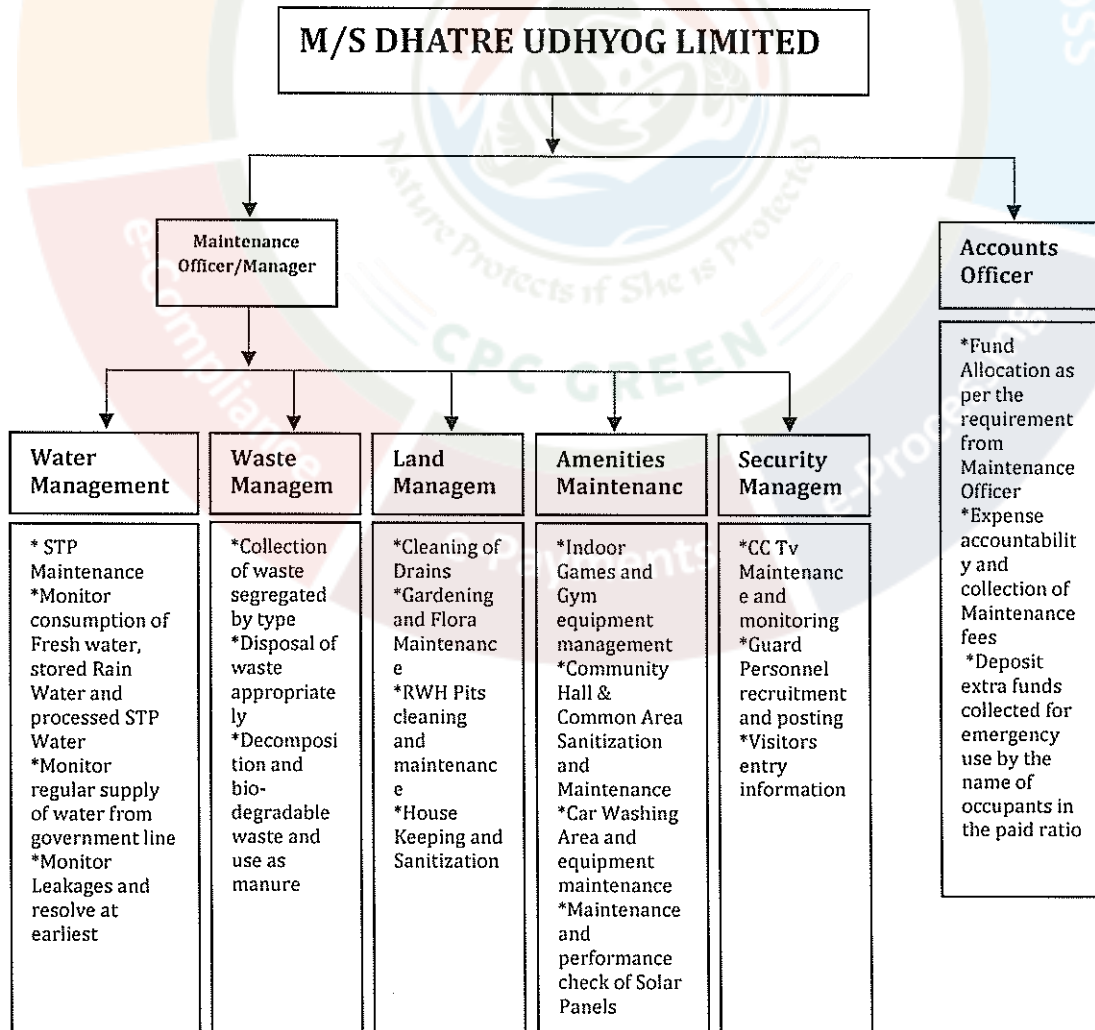 M/S DHATRE UDHYOG LIMITED
Maintenance
Officer/Manager
Accounts
Officer
*Fund
Allocation as
per the
requirement
from
Maintenance
Officer
*Expense
accountabilit
y and
collection of
Maintenance
fees
*Deposit
extra funds
collected for
emergency
use by the
name of
occupants in
the paid ratio
Water
Management
* STP
Maintenance
*Monitor
consumption of
Fresh water,
stored Rain
Water and
processed STP
Water
*Monitor
regular supply
of water from
government line
*Monitor
Leakages and
resolve at
earliest
Waste
Managem
*Collection
of waste
segregated
by type
*Disposal of
waste
appropriate
ly
*Decomposi
tion and
bio-
degradable
waste and
use as
manure
Land
Managem
*Cleaning of
Drains
*Gardening
and Flora
Maintenanc
e
*RWH Pits
cleaning
and
maintenanc
e
*House
Keeping and
Sanitization
Amenities
Maintenanc
*Indoor
Games and
Gym
equipment
management
*Community
Hall &
Common Area
Sanitization
and
Maintenance
*Car Washing
Area and
equipment
maintenance
*Maintenance
and
performance
check of Solar
Panels
Security
Managem
*CC Tv
Maintenanc
e and
monitoring
*Guard
Personnel
recruitment
and posting
*Visitors
entry
information
Nature Protects if She is Protected
CPC GREEN
e-Compliance
e-Payments
e-Processing